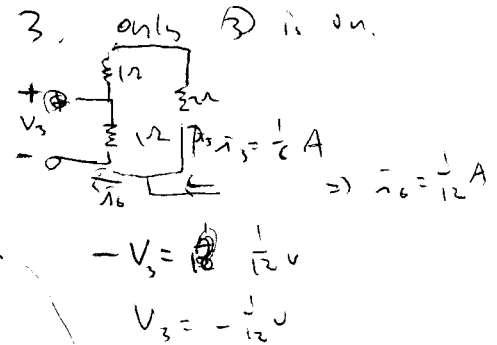 3. only ③ is on.
1Ω
+
2Ω
V₃
1Ω
i₃ = 1/6 A
-
i₆
⇒ i₆ = 1/12 A
- V₃ = 1/12 v
V₃ = - 1/12 v